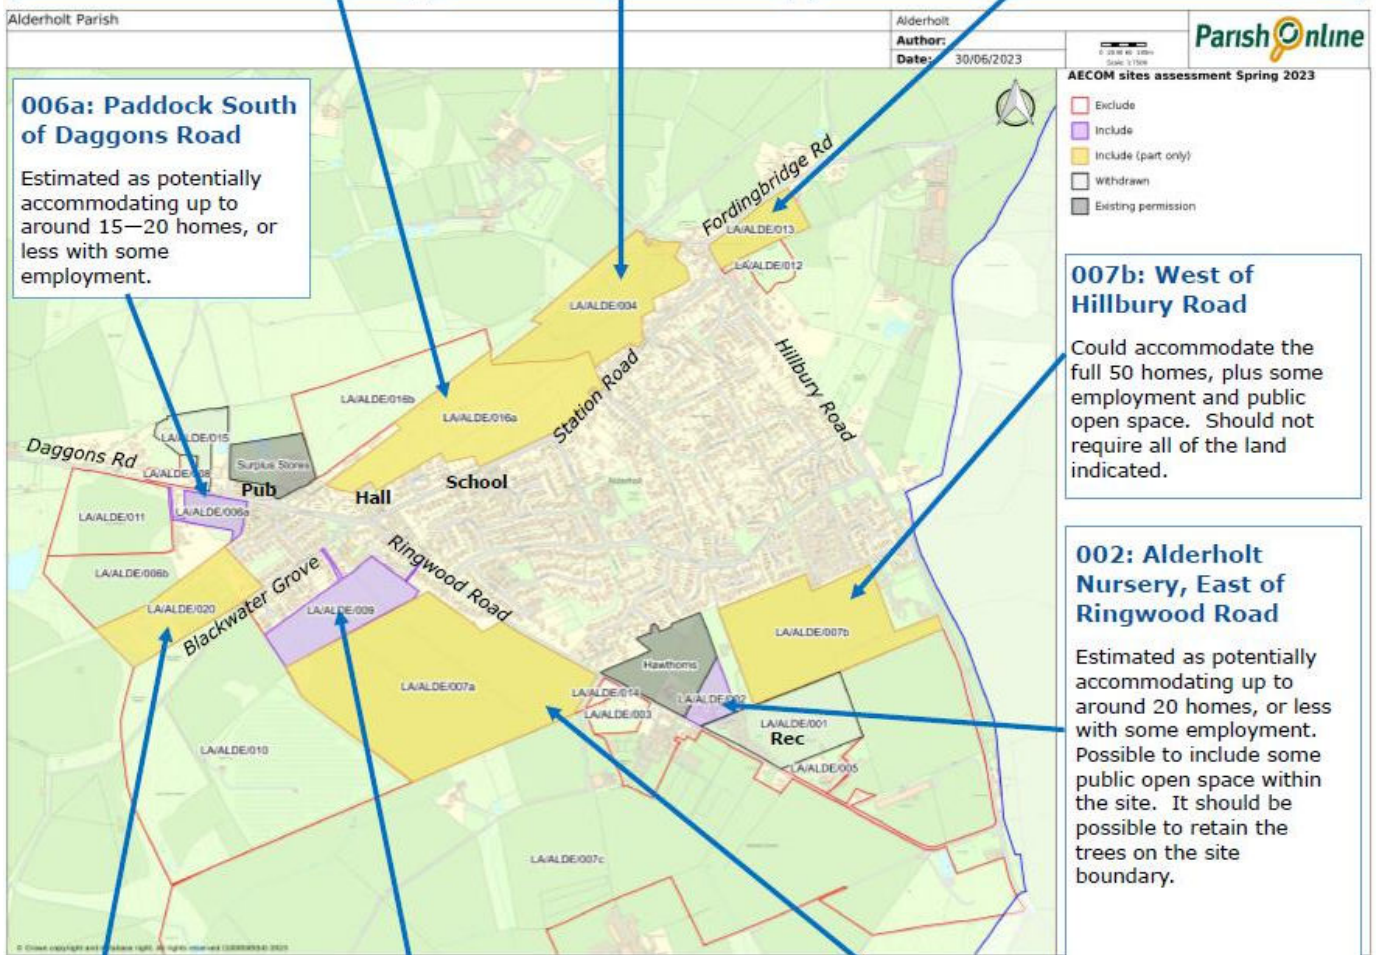 Alderholt Parish
Alderholt
Author:
Date: 30/06/2023
Parish Online
AECOM sites assessment Spring 2023
Exclude
Include
Include (part only)
Withdrawn
Existing permission
006a: Paddock South
of Daggons Road
Estimated as potentially
accommodating up to
around 15—20 homes, or
less with some
employment.
007b: West of
Hillbury Road
Could accommodate the
full 50 homes, plus some
employment and public
open space. Should not
require all of the land
indicated.
002: Alderholt
Nursery, East of
Ringwood Road
Estimated as potentially
accommodating up to
around 20 homes, or less
with some employment.
Possible to include some
public open space within
the site. It should be
possible to retain the
trees on the site
boundary.
Fordingbridge Rd
LA/ALDE/013
LA/ALDE/012
LA/ALDE/004
Hillbury Road
Station Road
LA/ALDE/016b
LA/ALDE/016a
LA/ALDE/015
Daggons Rd
Surplus Stores
LA/ALDE/008
Pub
Hall
School
Alderholt
LA/ALDE/011
LA/ALDE/006a
LA/ALDE/006b
Ringwood Road
LA/ALDE/020
Blackwater Grove
LA/ALDE/009
LA/ALDE/007b
Hawthorns
LA/ALDE/007a
LA/ALDE/014
LA/ALDE/002
LA/ALDE/003
LA/ALDE/001
Rec
LA/ALDE/010
LA/ALDE/005
LA/ALDE/007c